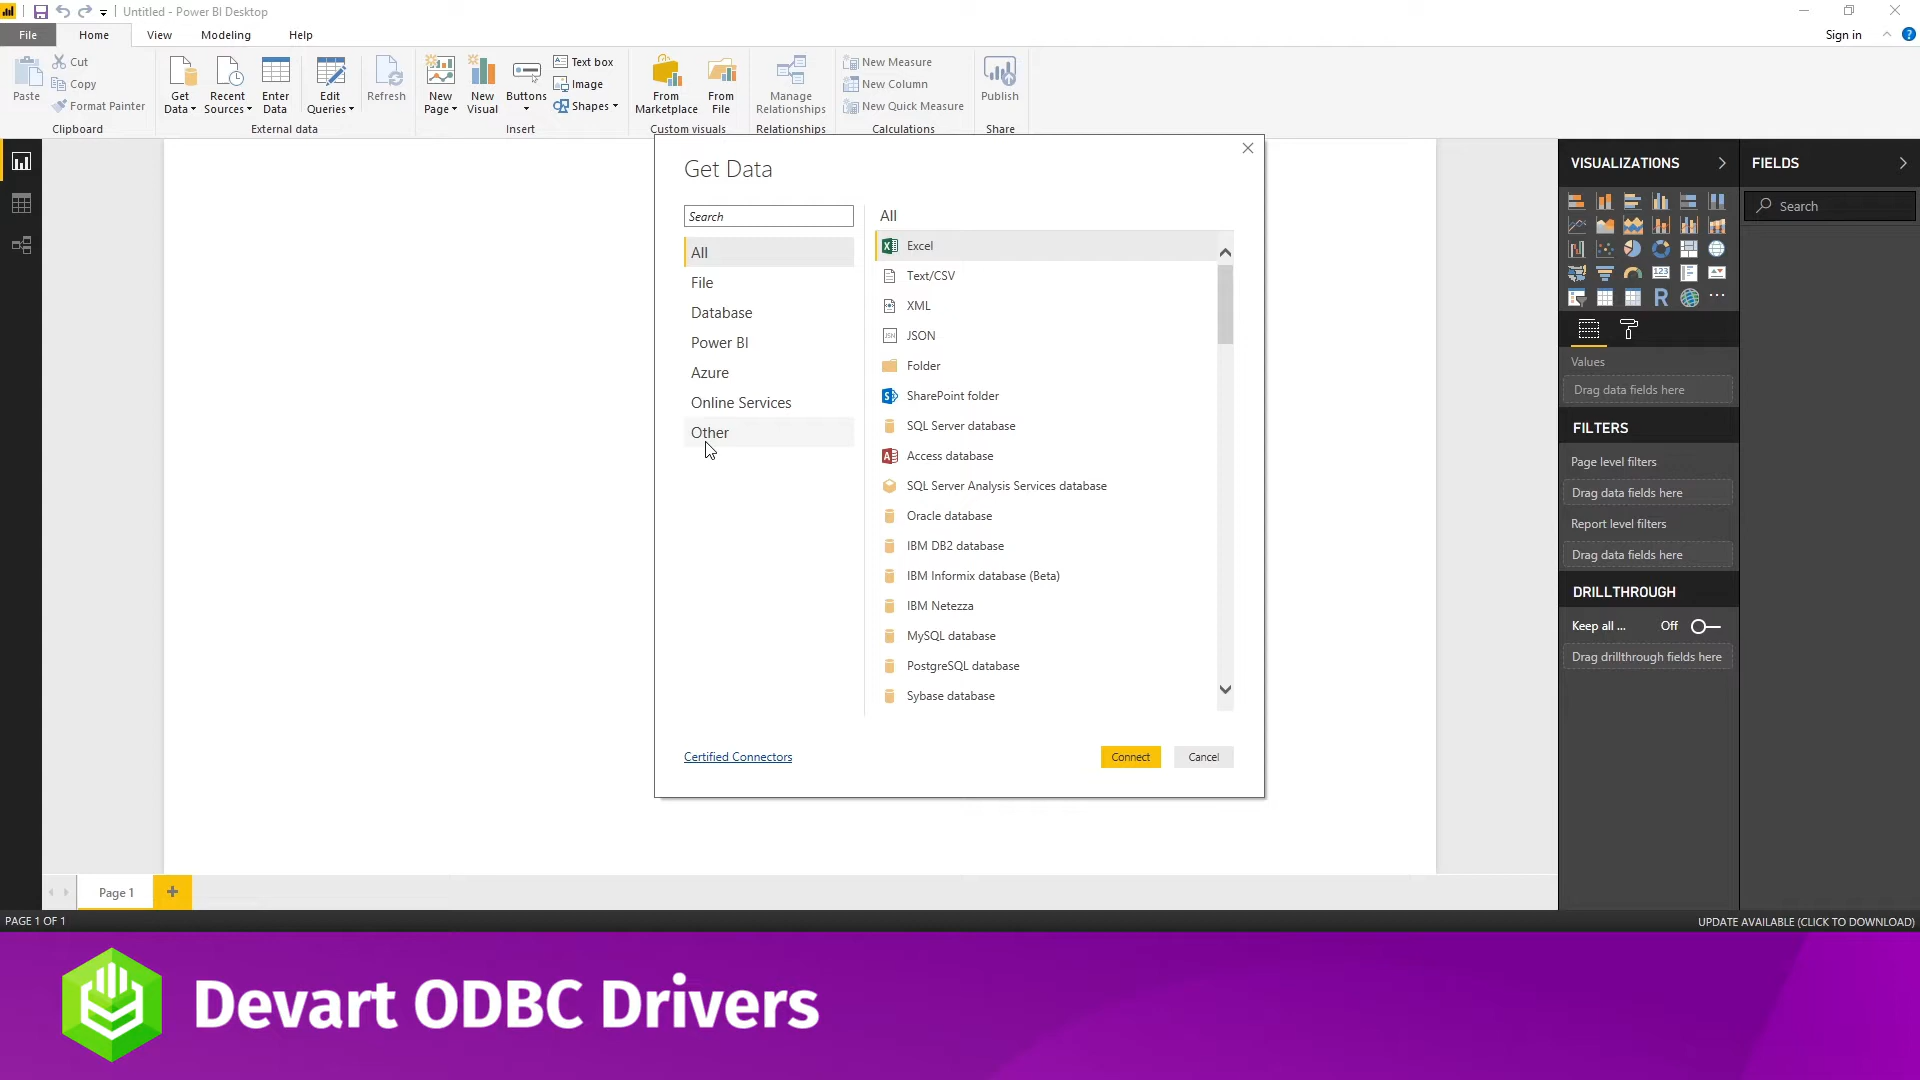 Untitled - Power BI Desktop
File
Home
View
Modeling
Help
Sign in
Paste
Cut
Copy
Format Painter
Clipboard
Get Data
Recent Sources
Enter Data
Edit Queries
External data
Refresh
New Page
New Visual
Buttons
Text box
Image
Shapes
Insert
From Marketplace
From File
Custom visuals
Manage Relationships
Relationships
New Measure
New Column
New Quick Measure
Calculations
Publish
Share
Get Data
Search
All
File
Database
Power BI
Azure
Online Services
Other
All
Excel
Text/CSV
XML
JSON
Folder
SharePoint folder
SQL Server database
Access database
SQL Server Analysis Services database
Oracle database
IBM DB2 database
IBM Informix database (Beta)
IBM Netezza
MySQL database
PostgreSQL database
Sybase database
Certified Connectors
Connect
Cancel
VISUALIZATIONS
Values
Drag data fields here
FILTERS
Page level filters
Drag data fields here
Report level filters
Drag data fields here
DRILLTHROUGH
Keep all ...
Off
Drag drillthrough fields here
FIELDS
Search
Page 1
PAGE 1 OF 1
UPDATE AVAILABLE (CLICK TO DOWNLOAD)
Devart ODBC Drivers